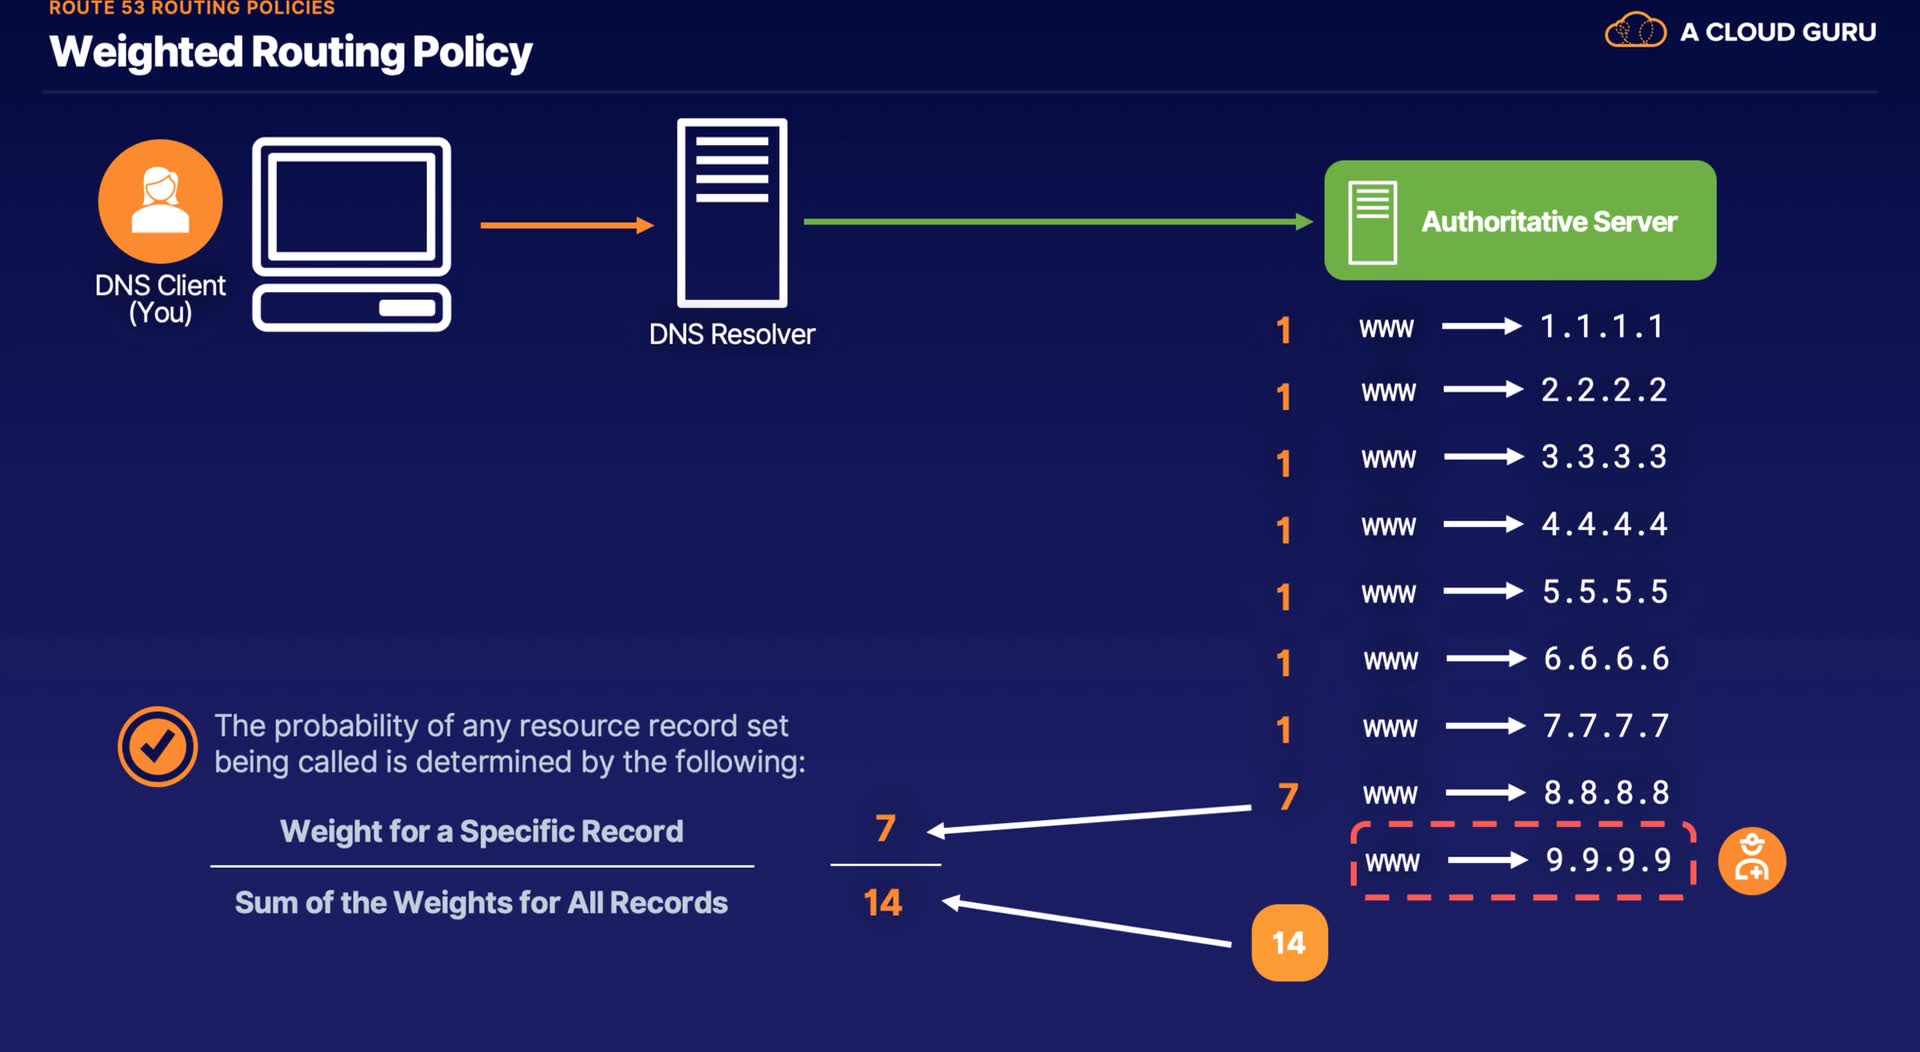 ROUTE 53 ROUTING POLICIES
Weighted Routing Policy
A CLOUD GURU
DNS Client
(You)
DNS Resolver
Authoritative Server
1 www 1.1.1.1
1 www 2.2.2.2
1 www 3.3.3.3
1 www 4.4.4.4
1 www 5.5.5.5
1 www 6.6.6.6
1 www 7.7.7.7
7 www 8.8.8.8
www 9.9.9.9
14
The probability of any resource record set
being called is determined by the following:
Weight for a Specific Record
7
Sum of the Weights for All Records
14